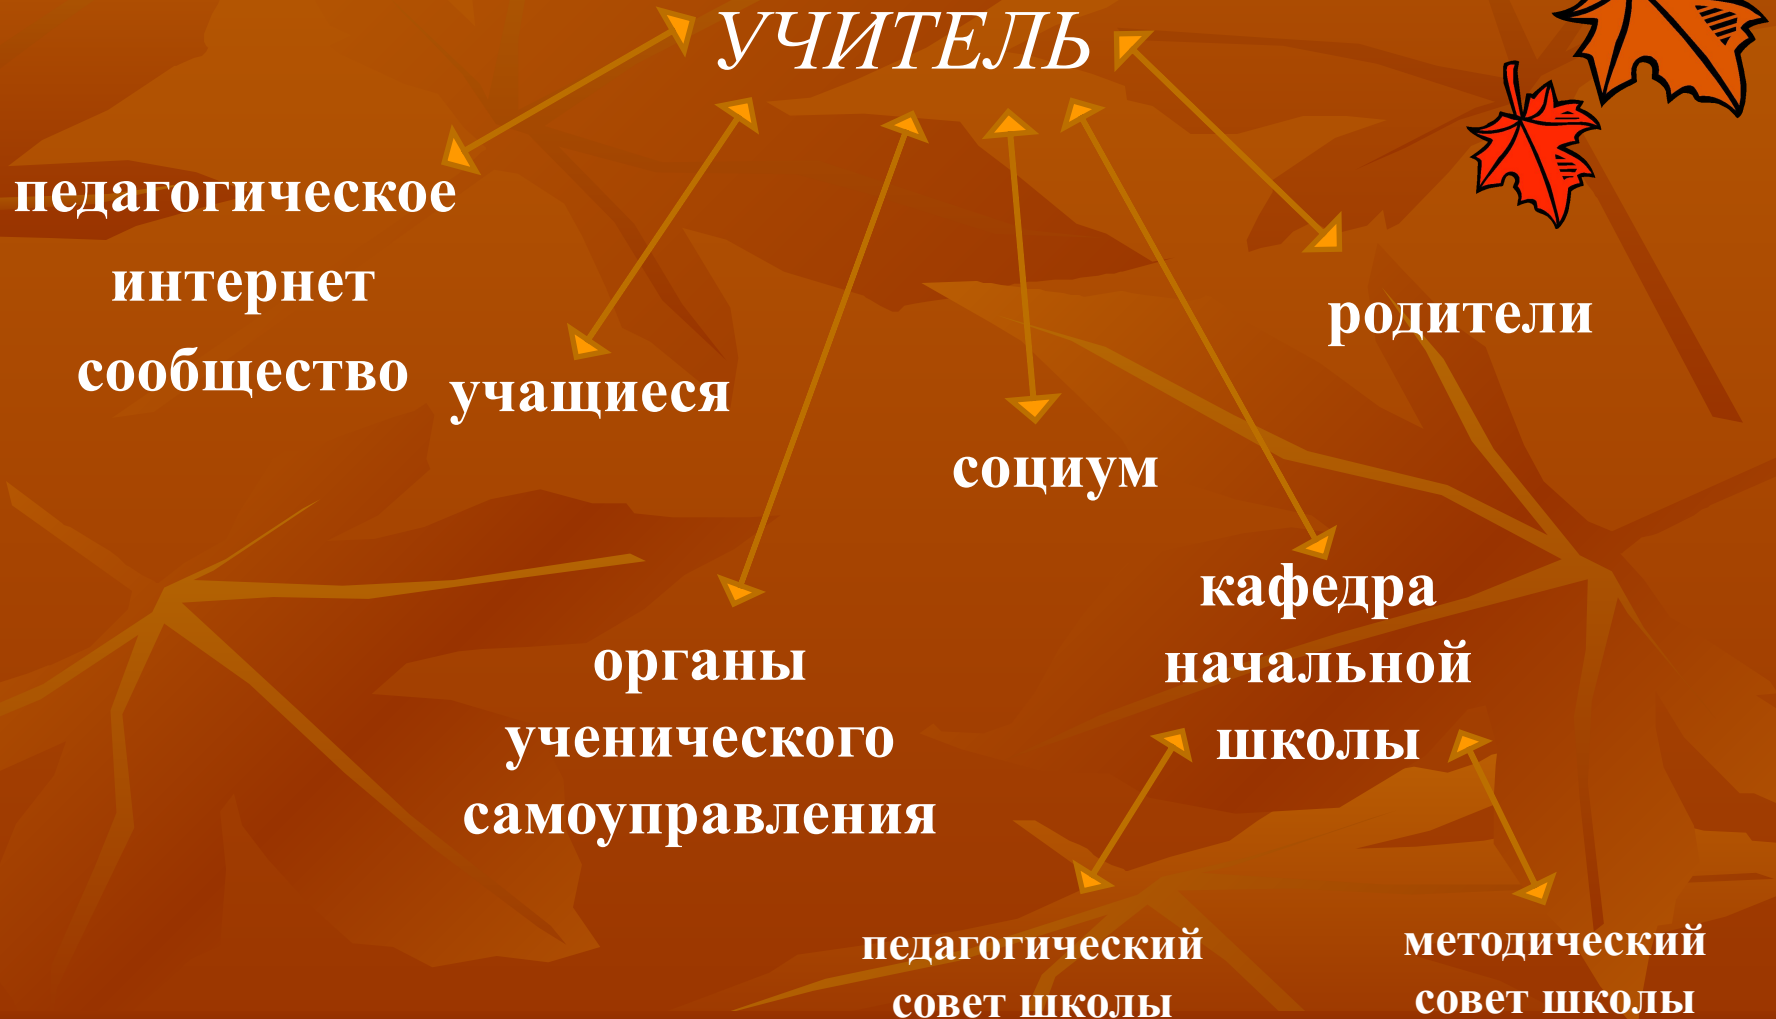 УЧИТЕЛЬ
педагогическое
интернет
сообщество
учащиеся
родители
социум
органы
ученического
самоуправления
кафедра
начальной
школы
педагогический
совет школы
методический
совет школы